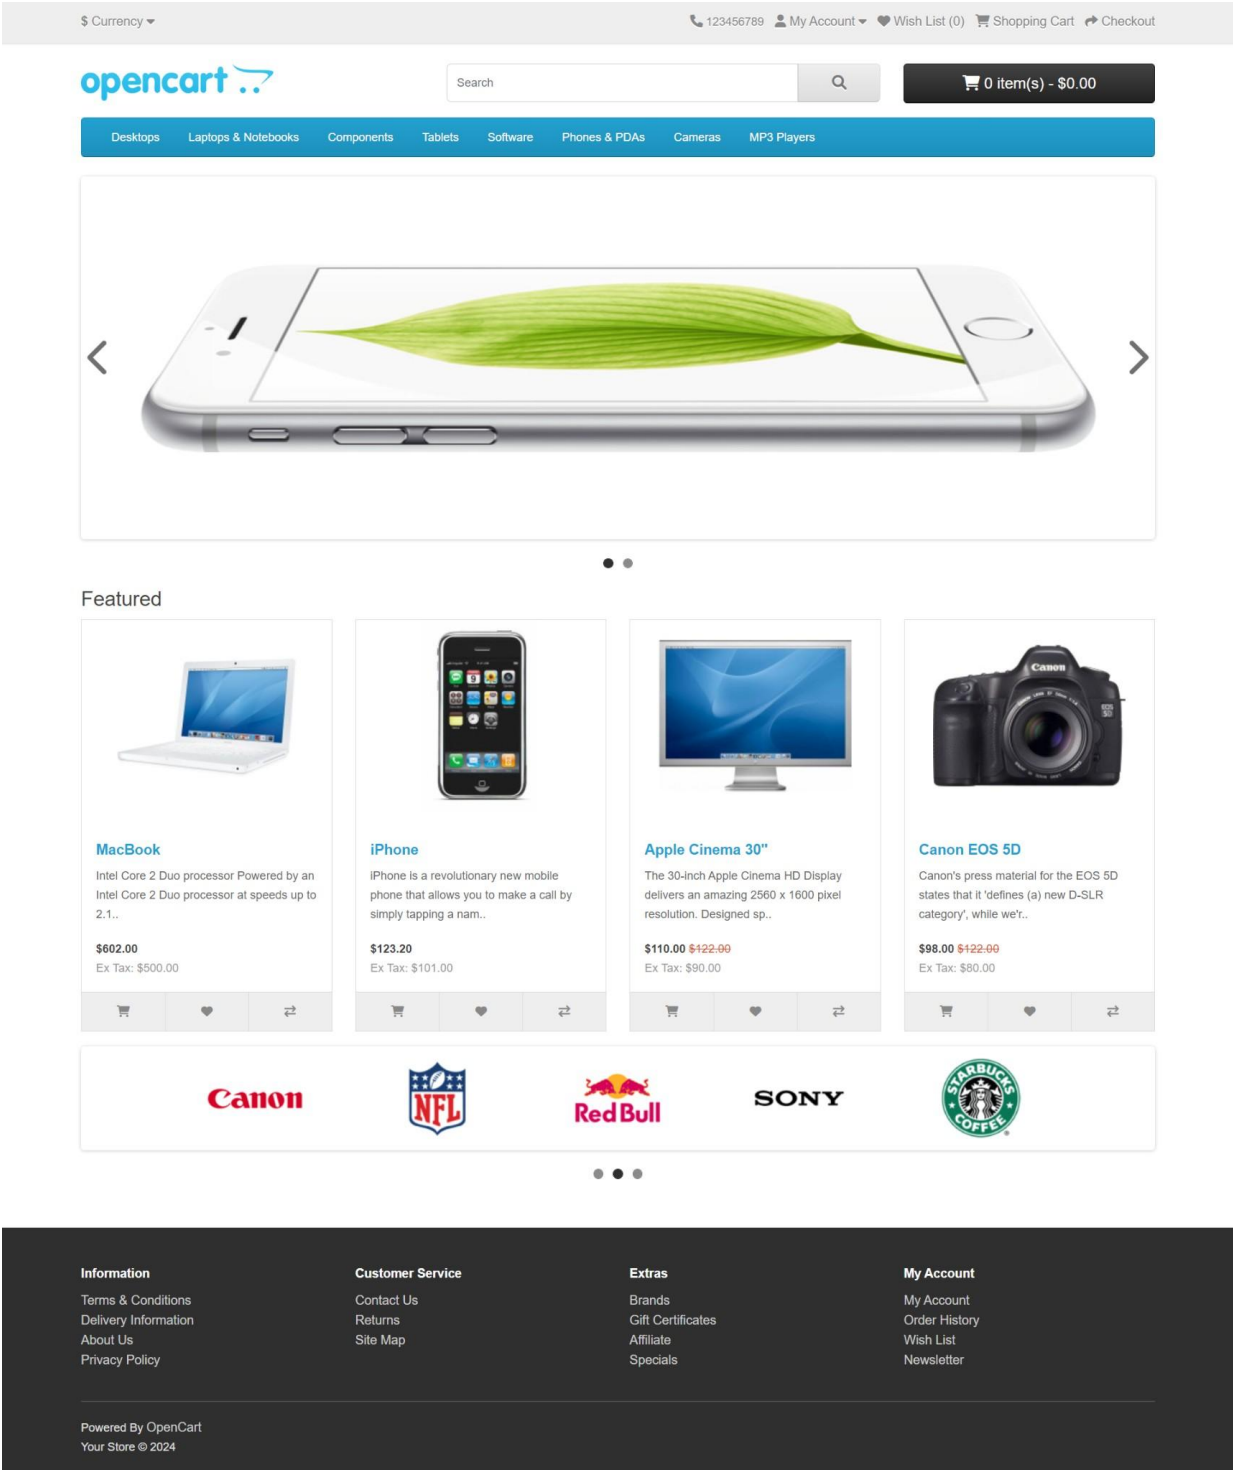 $ Currency
123456789 My Account Wish List (0) Shopping Cart Checkout
opencart
Search
0 item(s) - $0.00
Desktops Laptops & Notebooks Components Tablets Software Phones & PDAs Cameras MP3 Players
Featured
Canon
EOS
5D
MacBook
Intel Core 2 Duo processor Powered by an
Intel Core 2 Duo processor at speeds up to
2.1..
$602.00
Ex Tax: $500.00
iPhone
iPhone is a revolutionary new mobile
phone that allows you to make a call by
simply tapping a nam..
$123.20
Ex Tax: $101.00
Apple Cinema 30"
The 30-inch Apple Cinema HD Display
delivers an amazing 2560 x 1600 pixel
resolution. Designed sp..
$110.00 $122.00
Ex Tax: $90.00
Canon EOS 5D
Canon's press material for the EOS 5D
states that it 'defines (a) new D-SLR
category', while we'r..
$98.00 $122.00
Ex Tax: $80.00
Canon
NFL
Red Bull
SONY
STARBUCKS
COFFEE
Information
Terms & Conditions
Delivery Information
About Us
Privacy Policy
Customer Service
Contact Us
Returns
Site Map
Extras
Brands
Gift Certificates
Affiliate
Specials
My Account
My Account
Order History
Wish List
Newsletter
Powered By OpenCart
Your Store © 2024